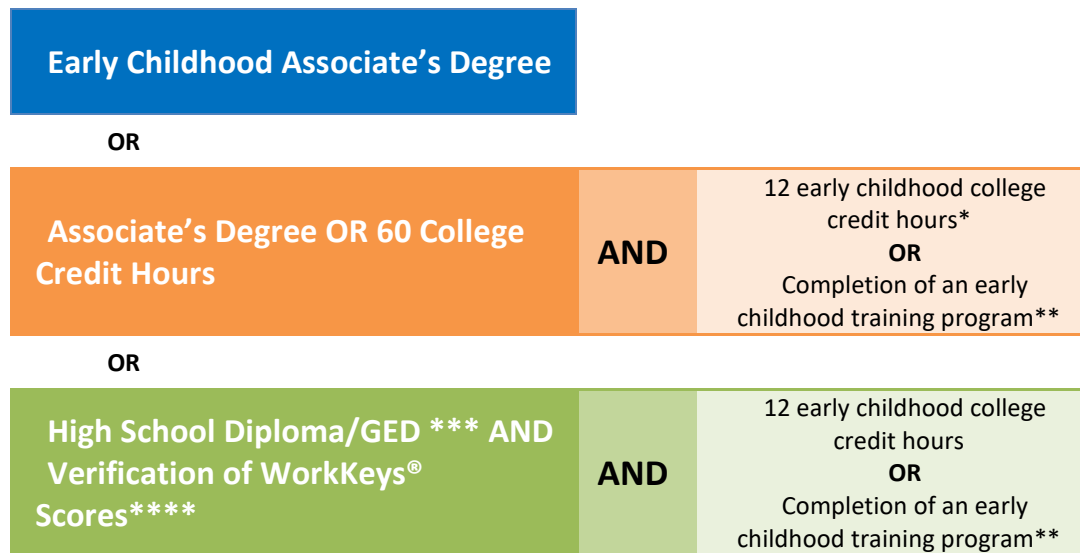 Early Childhood Associate’s Degree
OR
Associate’s Degree OR 60 College
Credit Hours
AND
12 early childhood college
credit hours*
OR
Completion of an early
childhood training program**
OR
High School Diploma/GED *** AND
Verification of WorkKeys®
Scores****
AND
12 early childhood college
credit hours
OR
Completion of an early
childhood training program**